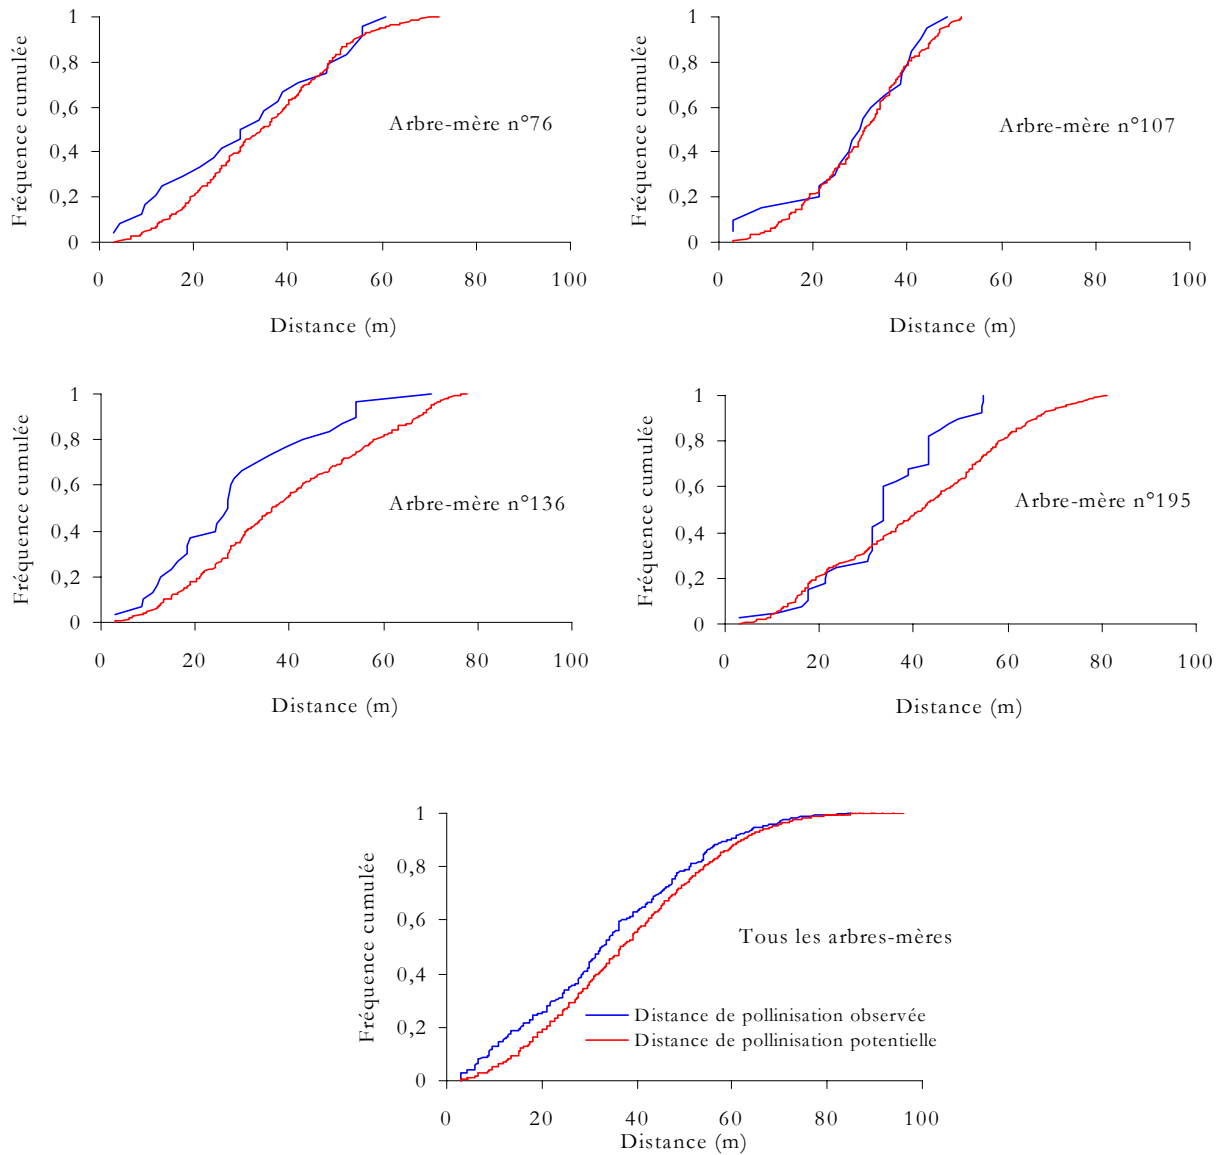 1
0,8
0,6
0,4
0,2
0
Fréquence cumulée
Arbre-mère n°76
0 20 40 60 80 100
Distance (m)
1
0,8
0,6
0,4
0,2
0
Fréquence cumulée
Arbre-mère n°107
0 20 40 60 80 100
Distance (m)
1
0,8
0,6
0,4
0,2
0
Fréquence cumulée
Arbre-mère n°136
0 20 40 60 80 100
Distance (m)
1
0,8
0,6
0,4
0,2
0
Fréquence cumulée
Arbre-mère n°195
0 20 40 60 80 100
Distance (m)
1
0,8
0,6
0,4
0,2
0
Fréquence cumulée
Tous les arbres-mères
Distance de pollinisation observée
Distance de pollinisation potentielle
0 20 40 60 80 100
Distance (m)